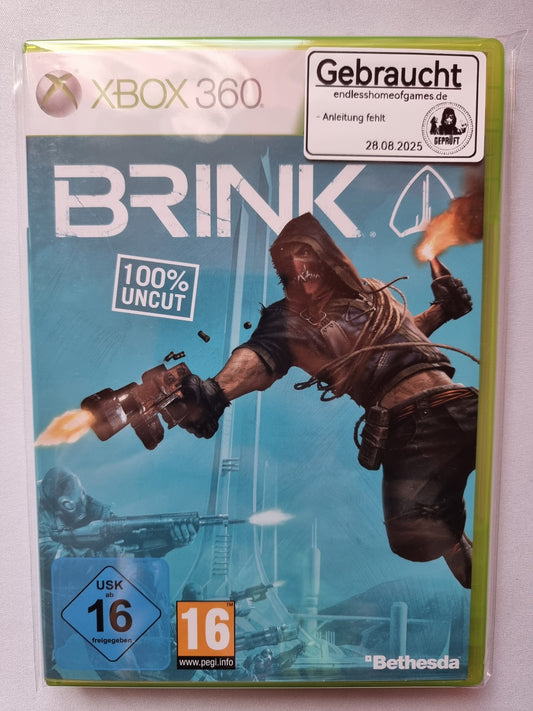 XBOX 360
Gebraucht
endlesshomeofgames.de
- Anleitung fehlt
28.08.2025
GEPRÜFT
BRINK
100%
UNCUT
USK
ab
16
freigegeben
16
www.pegi.info
Bethesda